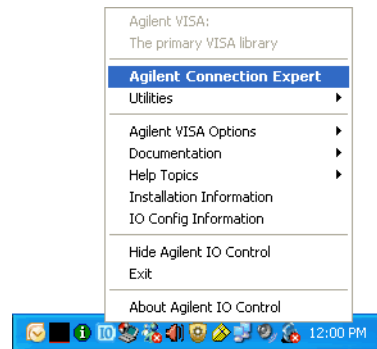 Agilent VISA:
The primary VISA library
Agilent Connection Expert
Utilities
Agilent VISA Options
Documentation
Help Topics
Installation Information
IO Config Information
Hide Agilent IO Control
Exit
About Agilent IO Control
IO 12:00 PM